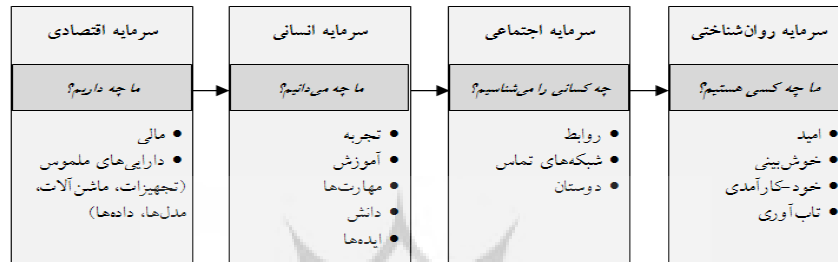 سرمایه اقتصادی
ما چه داریم؟
● مالی
● دارایی‌های ملموس
(تجهیزات، ماشن‌آلات،
مدل‌ها، داده‌ها)
سرمایه انسانی
ما چه می‌دانیم؟
● تجربه
● آموزش
● مهارت‌ها
● دانش
● ایده‌ها
سرمایه اجتماعی
چه کسانی را می‌شناسیم؟
● روابط
● شبکه‌های تماس
● دوستان
سرمایه روان‌شناختی
ما چه کسی هستیم؟
● امید
● خوش‌بینی
● خود-کارآمدی
● تاب‌آوری